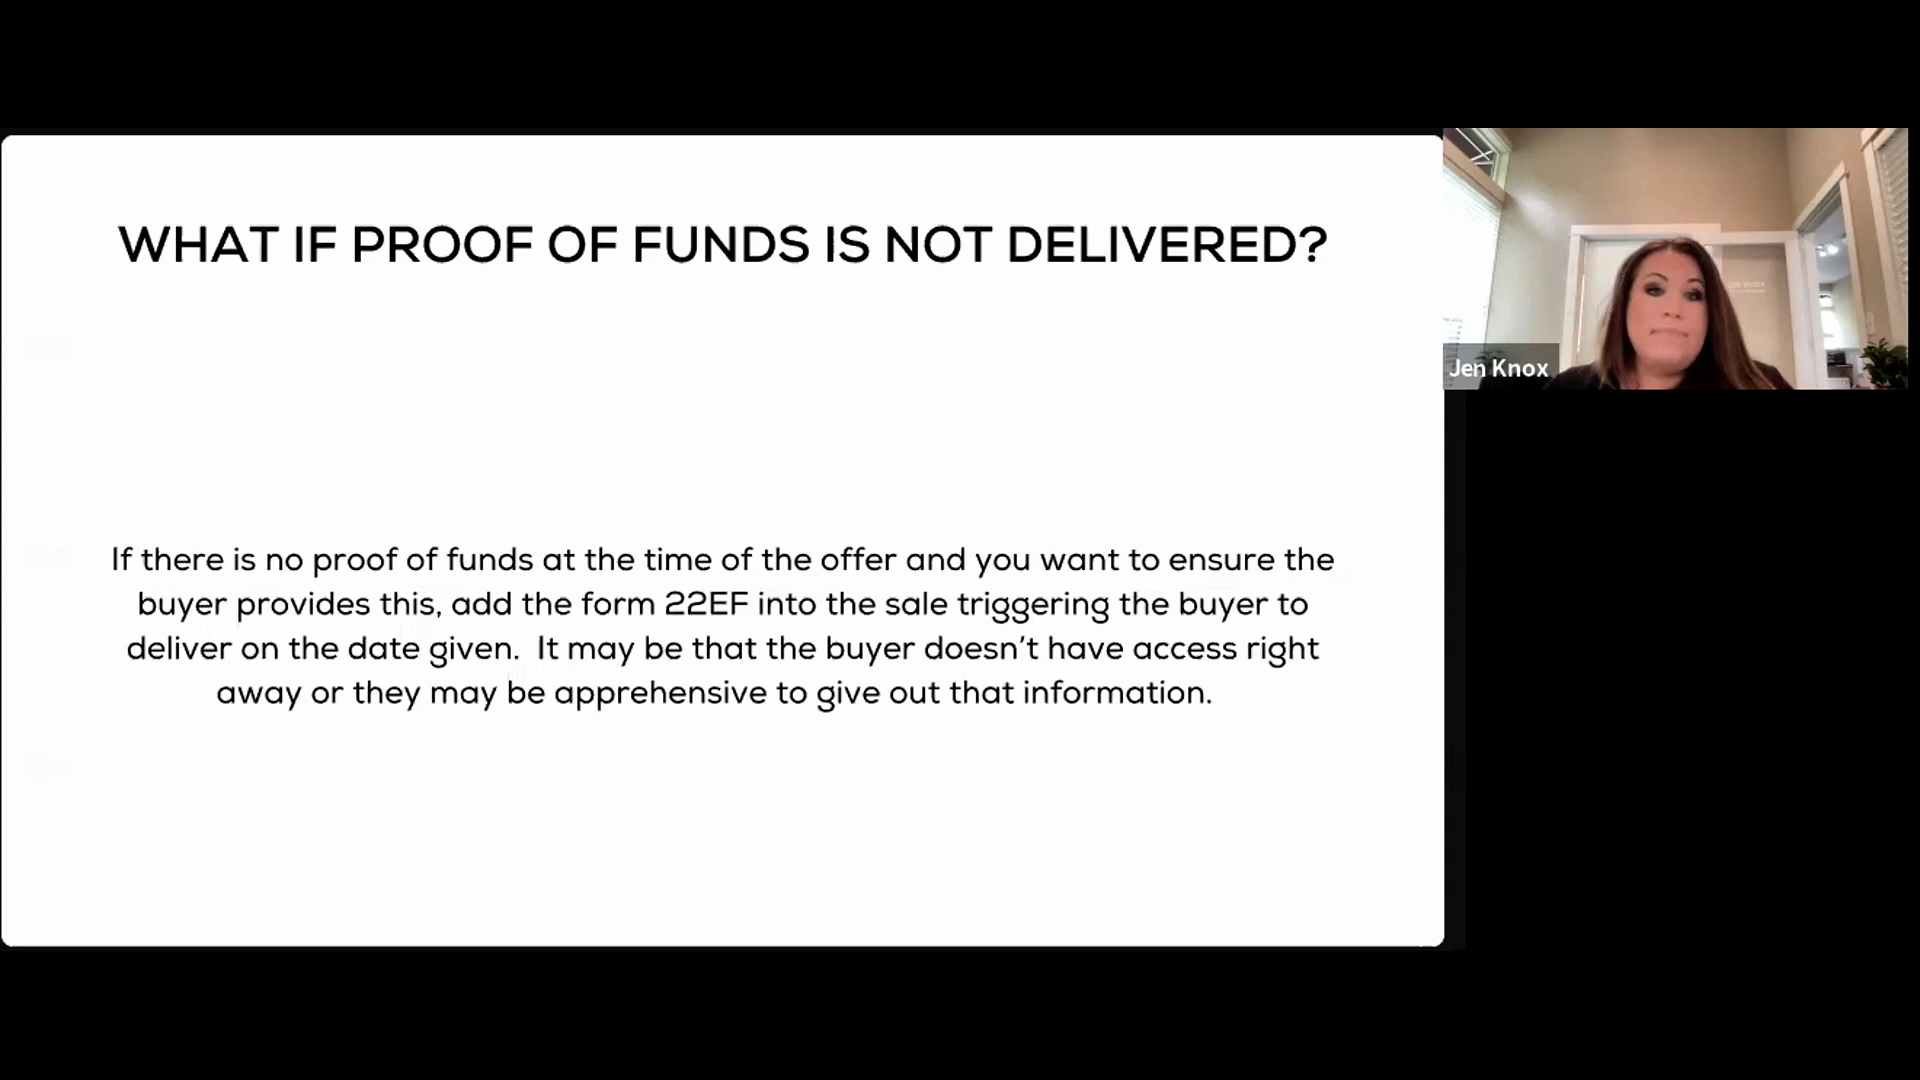 WHAT IF PROOF OF FUNDS IS NOT DELIVERED?
If there is no proof of funds at the time of the offer and you want to ensure the
buyer provides this, add the form 22EF into the sale triggering the buyer to
deliver on the date given.  It may be that the buyer doesn’t have access right
away or they may be apprehensive to give out that information.
Jen Knox